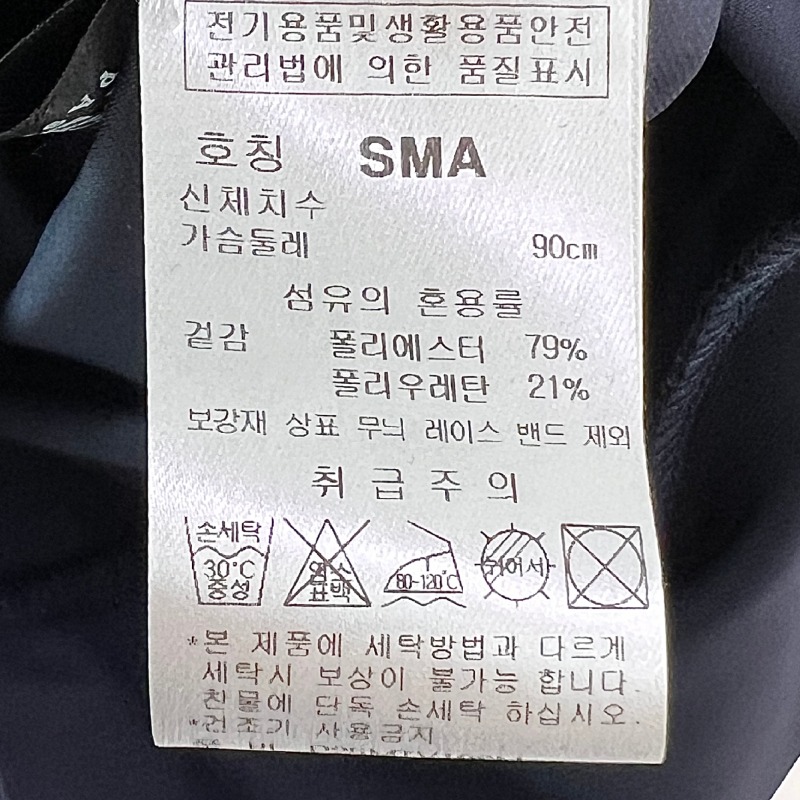 전기용품및생활용품안전
관리법에 의한 품질표시
호칭 SMA
신체치수
가슴둘레 90cm
섬유의 혼용률
겉감 폴리에스터 79%
폴리우레탄 21%
보강재 상표 무늬 레이스 밴드 제외
취급주의
손세탁
30°C
중성
염소
표백
80-120°C
뉘어서
*본 제품에 세탁방법과 다르게
세탁시 보상이 불가능 합니다.
찬물에 단독 손세탁 하십시오.
*건조기 사용금지